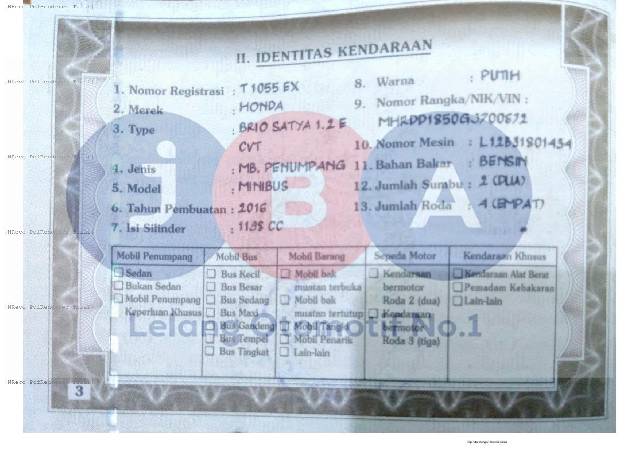 II. IDENTITAS KENDARAAN
1. Nomor Registrasi : T 1055 EX
2. Merek : HONDA
3. Type : BRIO SATYA 1.2 E
CVT
4. Jenis : MB. PENUMPANG
5. Model : MINIBUS
6. Tahun Pembuatan : 2016
7. Isi Silinder : 1198 CC
8. Warna : PUTIH
9. Nomor Rangka/NIK/VIN :
MHRDD1850GJ700672
10. Nomor Mesin : L12B31801434
11. Bahan Bakar : BENSIN
12. Jumlah Sumbu : 2 (DUA)
13. Jumlah Roda : 4 (EMPAT)
iBA
Lelang Otomotif No.1
Mobil Penumpang
Sedan
Bukan Sedan
Mobil Penumpang
Keperluan Khusus
Mobil Bus
Bus Kecil
Bus Besar
Bus Sedang
Bus Maxi
Bus Gandeng
Bus Tempel
Bus Tingkat
Mobil Barang
Mobil bak
muatan terbuka
Mobil bak
muatan tertutup
Mobil Tangki
Mobil Penarik
Lain-lain
Sepeda Motor
Kendaraan
bermotor
Roda 2 (dua)
Kendaraan
bermotor
Roda 3 (tiga)
Kendaraan Khusus
Kendaraan Alat Berat
Pemadam Kebakaran
Lain-lain
3